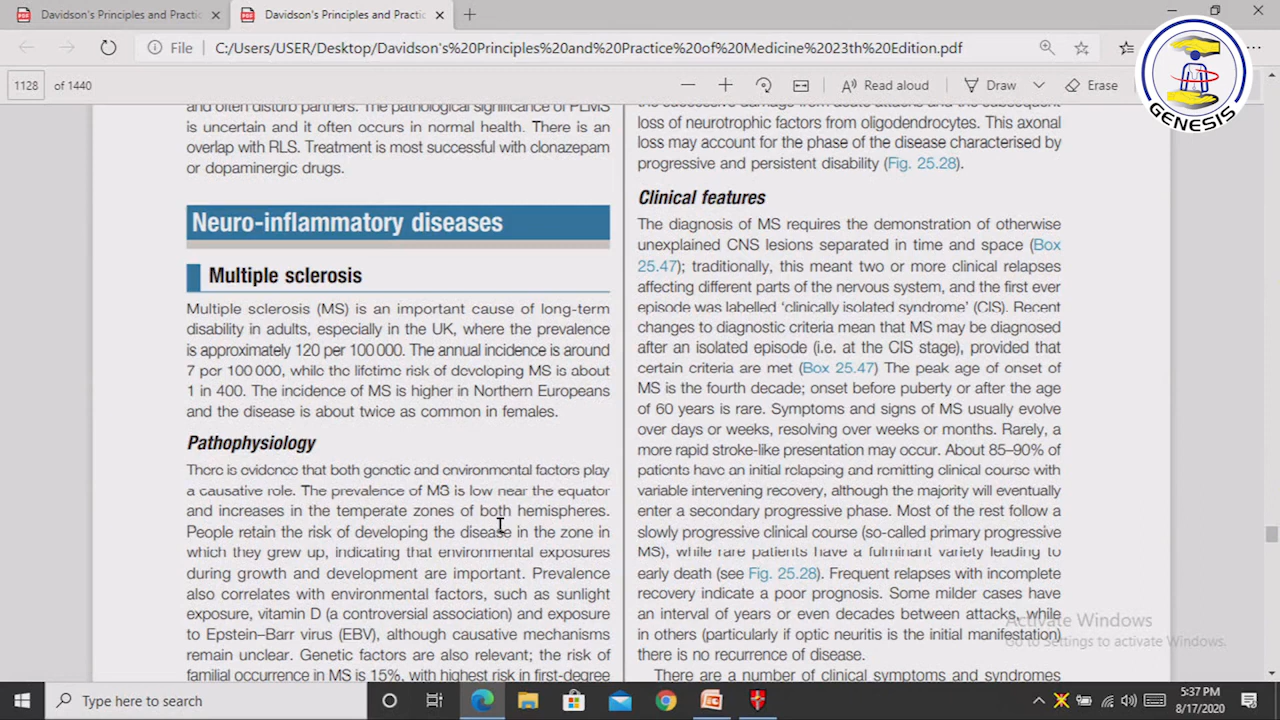 Davidson's Principles and Practic
Davidson's Principles and Practic
File
C:/Users/USER/Desktop/Davidson's%20Principles%20and%20Practice%20of%20Medicine%2023th%20Edition.pdf
1128 of 1440
Read aloud
Draw
Erase
GENESIS
and often disturb partners. The pathological significance of PLMS
is uncertain and it often occurs in normal health. There is an
overlap with RLS. Treatment is most successful with clonazepam
or dopaminergic drugs.
Neuro-inflammatory diseases
Multiple sclerosis
Multiple sclerosis (MS) is an important cause of long-term
disability in adults, especially in the UK, where the prevalence
is approximately 120 per 100 000. The annual incidence is around
7 per 100 000, while the lifetime risk of developing MS is about
1 in 400. The incidence of MS is higher in Northern Europeans
and the disease is about twice as common in females.
Pathophysiology
There is evidence that both genetic and environmental factors play
a causative role. The prevalence of MS is low near the equator
and increases in the temperate zones of both hemispheres.
People retain the risk of developing the disease in the zone in
which they grew up, indicating that environmental exposures
during growth and development are important. Prevalence
also correlates with environmental factors, such as sunlight
exposure, vitamin D (a controversial association) and exposure
to Epstein–Barr virus (EBV), although causative mechanisms
remain unclear. Genetic factors are also relevant; the risk of
familial occurrence in MS is 15%, with highest risk in first-degree
the successive damage from acute attacks and the subsequent
loss of neurotrophic factors from oligodendrocytes. This axonal
loss may account for the phase of the disease characterised by
progressive and persistent disability (Fig. 25.28).
Clinical features
The diagnosis of MS requires the demonstration of otherwise
unexplained CNS lesions separated in time and space (Box
25.47); traditionally, this meant two or more clinical relapses
affecting different parts of the nervous system, and the first ever
episode was labelled ‘clinically isolated syndrome’ (CIS). Recent
changes to diagnostic criteria mean that MS may be diagnosed
after an isolated episode (i.e. at the CIS stage), provided that
certain criteria are met (Box 25.47) The peak age of onset of
MS is the fourth decade; onset before puberty or after the age
of 60 years is rare. Symptoms and signs of MS usually evolve
over days or weeks, resolving over weeks or months. Rarely, a
more rapid stroke-like presentation may occur. About 85–90% of
patients have an initial relapsing and remitting clinical course with
variable intervening recovery, although the majority will eventually
enter a secondary progressive phase. Most of the rest follow a
slowly progressive clinical course (so-called primary progressive
MS), while rare patients have a fulminant variety leading to
early death (see Fig. 25.28). Frequent relapses with incomplete
recovery indicate a poor prognosis. Some milder cases have
an interval of years or even decades between attacks, while
in others (particularly if optic neuritis is the initial manifestation)
there is no recurrence of disease.
There are a number of clinical symptoms and syndromes
Activate Windows
Go to Settings to activate Windows.
Type here to search
5:37 PM
8/17/2020